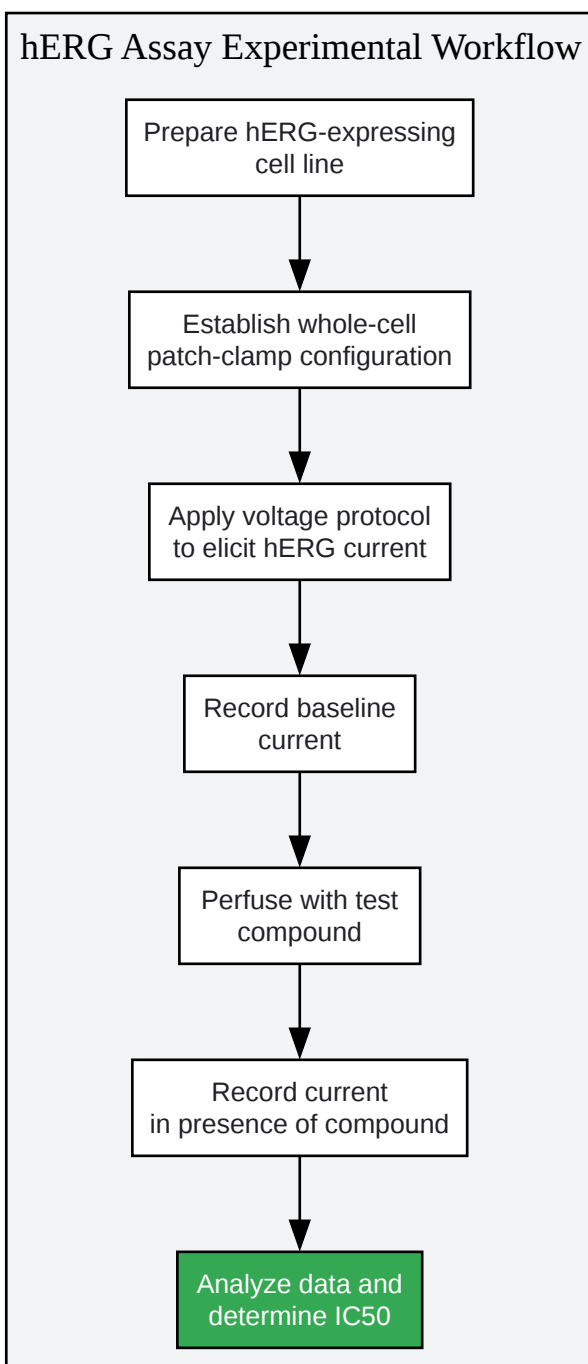 hERG Assay Experimental Workflow
Prepare hERG-expressing
cell line
Establish whole-cell
patch-clamp configuration
Apply voltage protocol
to elicit hERG current
Record baseline
current
Perfuse with test
compound
Record current
in presence of compound
Analyze data and
determine IC50